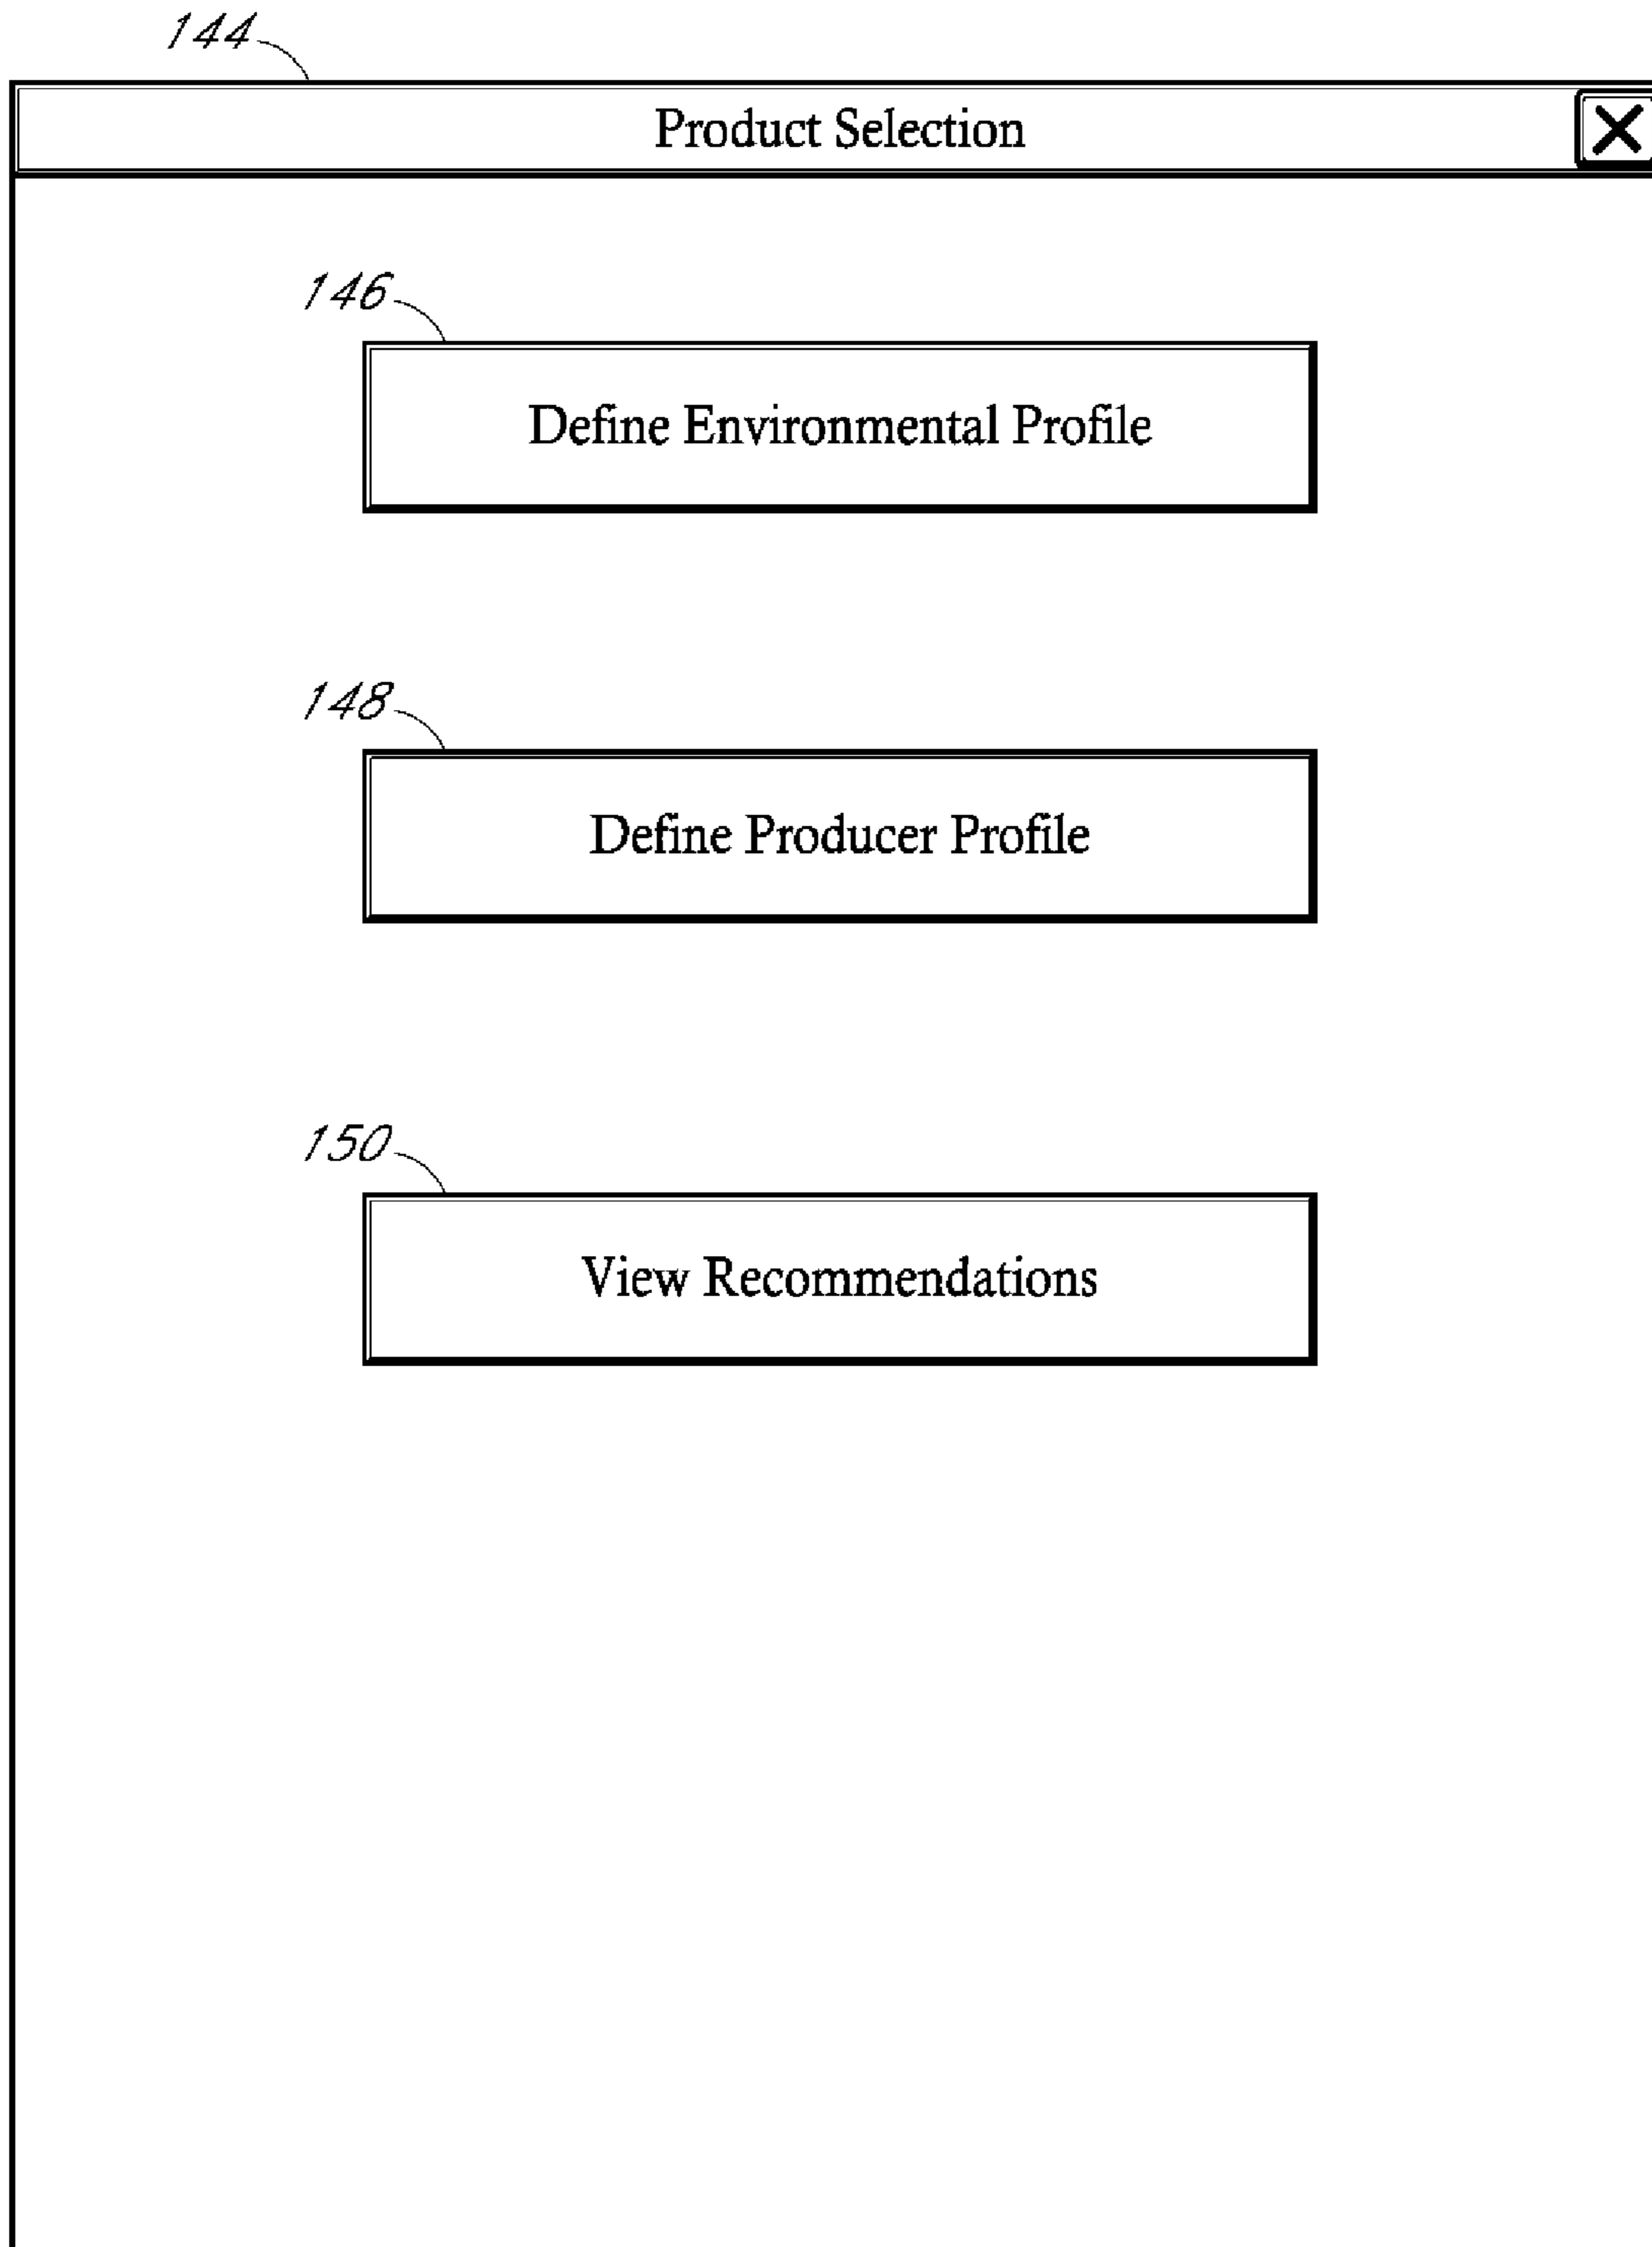 144
Product Selection
146
Define Environmental Profile
148
Define Producer Profile
150
View Recommendations